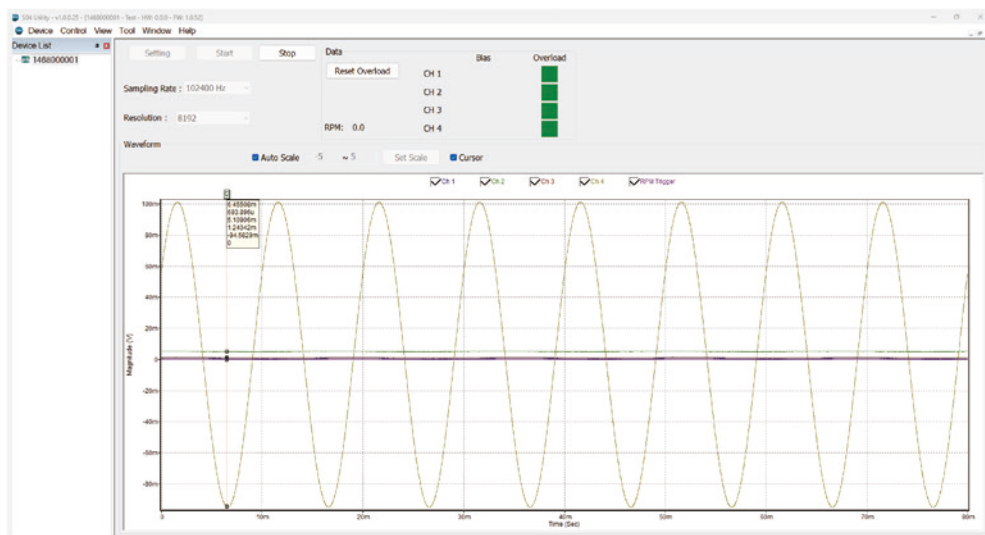 Device Control View Tool Window Help
Device List
1468000001
Setting Start Stop
Sampling Rate : 102400 Hz
Resolution : 8192
Data
Bias Overload
Reset Overload
CH 1
CH 2
CH 3
RPM: 0.0 CH 4
Waveform
Auto Scale -5 ~ 5 Set Scale Cursor
Ch 1 Ch 2 Ch 3 Ch 4 RPM Trigger
100m
80m
60m
40m
20m
0
-20m
-40m
-60m
-80m
Magnitude (V)
0 10m 20m 30m 40m 50m 60m 70m 80m
Time (Sec)